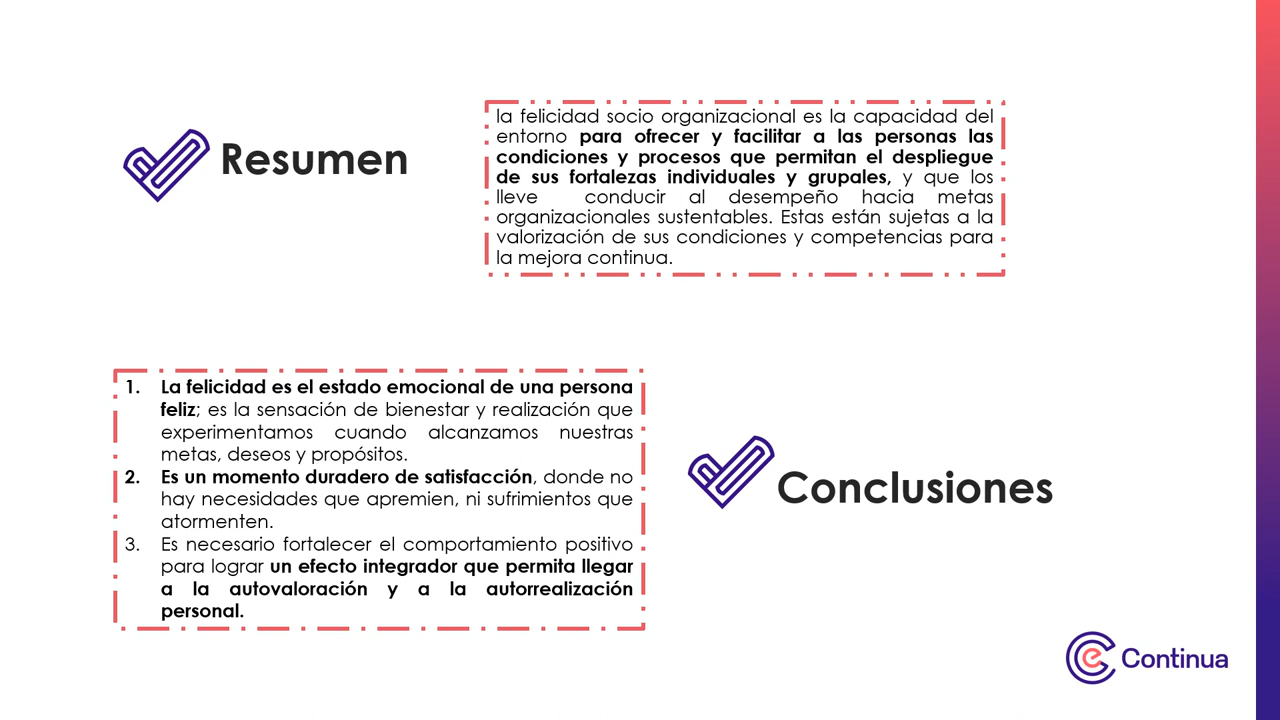 Resumen
la felicidad socio organizacional es la capacidad del
entorno para ofrecer y facilitar a las personas las
condiciones y procesos que permitan el despliegue
de sus fortalezas individuales y grupales, y que los
lleve conducir al desempeño hacia metas
organizacionales sustentables. Estas están sujetas a la
valorización de sus condiciones y competencias para
la mejora continua.
1. La felicidad es el estado emocional de una persona
feliz; es la sensación de bienestar y realización que
experimentamos cuando alcanzamos nuestras
metas, deseos y propósitos.
2. Es un momento duradero de satisfacción, donde no
hay necesidades que apremien, ni sufrimientos que
atormenten.
3. Es necesario fortalecer el comportamiento positivo
para lograr un efecto integrador que permita llegar
a la autovaloración y a la autorrealización
personal.
Conclusiones
e Continua